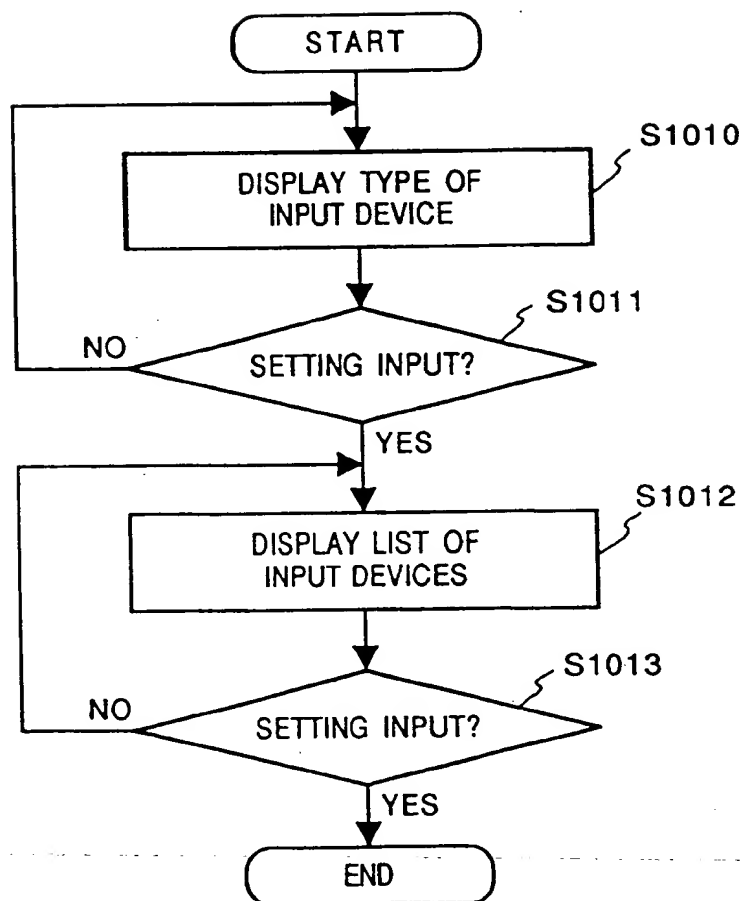 START
S1010
DISPLAY TYPE OF
INPUT DEVICE
S1011
NO
SETTING INPUT?
YES
S1012
DISPLAY LIST OF
INPUT DEVICES
S1013
NO
SETTING INPUT?
YES
END